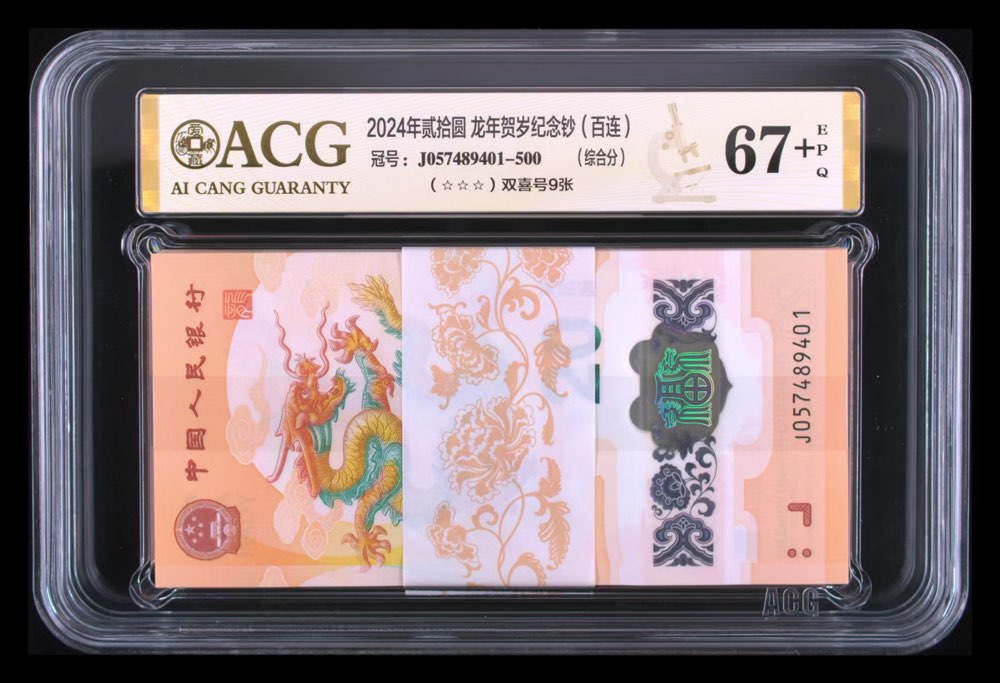 ACG
AI CANG GUARANTY
2024年贰拾圆 龙年贺岁纪念钞（百连）
冠号：J057489401-500 （综合分）
（☆☆☆）双喜号9张
67+
EPQ
中国人民银行
J057489401
ACG